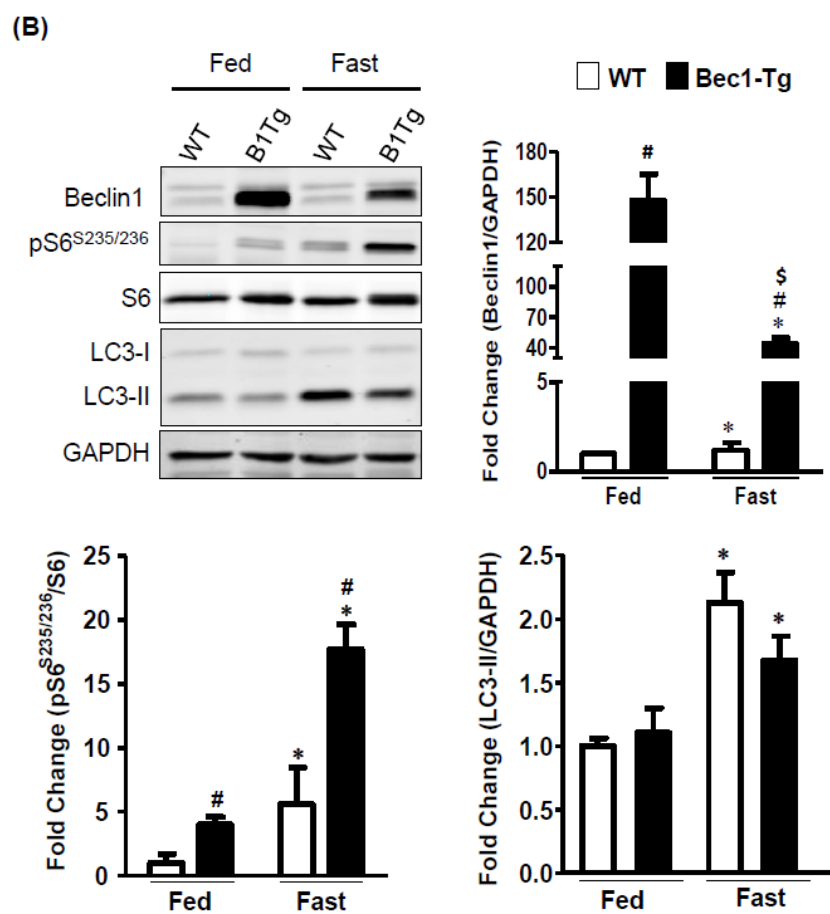 (B)
Fed Fast
WT B1Tg WT B1Tg
Beclin1
pS6S235/236
S6
LC3-I
LC3-II
GAPDH
WT Bec1-Tg
Fold Change (Beclin1/GAPDH)
180
150
120
100
70
40
5
0
#
*
$
#
*
Fed Fast
Fold Change (pS6S235/236/S6)
25
20
15
10
5
0
#
*
#
*
Fed Fast
Fold Change (LC3-II/GAPDH)
2.5
2.0
1.5
1.0
0.5
0.0
*
*
Fed Fast